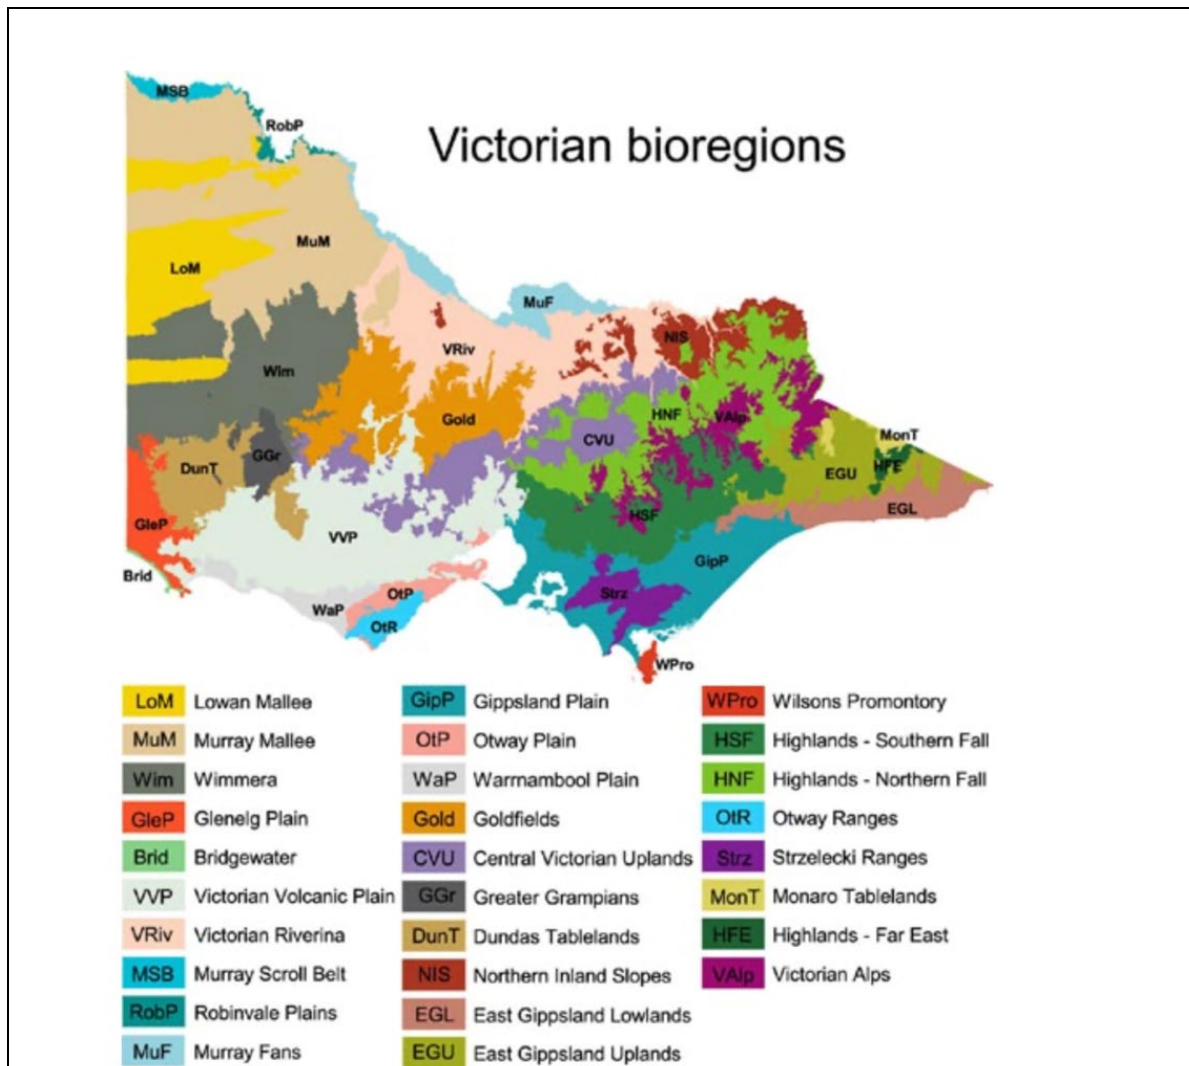 Victorian bioregions
MSB
RobP
MuM
LoM
MuF
NIS
VRiv
Wim
Gold
HNF
VAlp
CVU
MonT
GGr
DunT
EGU
HFE
EGL
HSF
GleP
VVP
GipP
Brid
OtP
Strz
WaP
OtR
WPro
LoM Lowan Mallee
MuM Murray Mallee
Wim Wimmera
GleP Glenelg Plain
Brid Bridgewater
VVP Victorian Volcanic Plain
VRiv Victorian Riverina
MSB Murray Scroll Belt
RobP Robinvale Plains
MuF Murray Fans
GipP Gippsland Plain
OtP Otway Plain
WaP Warrnambool Plain
Gold Goldfields
CVU Central Victorian Uplands
GGr Greater Grampians
DunT Dundas Tablelands
NIS Northern Inland Slopes
EGL East Gippsland Lowlands
EGU East Gippsland Uplands
WPro Wilsons Promontory
HSF Highlands - Southern Fall
HNF Highlands - Northern Fall
OtR Otway Ranges
Strz Strzelecki Ranges
MonT Monaro Tablelands
HFE Highlands - Far East
VAlp Victorian Alps